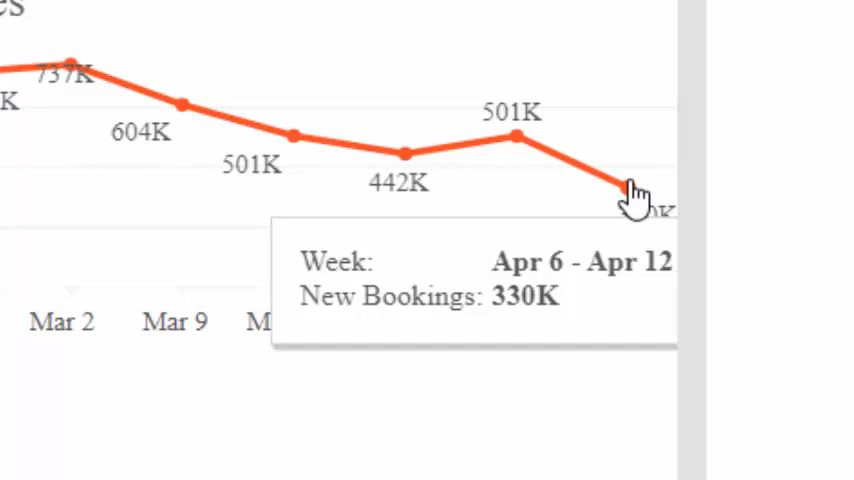 737K
604K
501K
442K
501K
Week: Apr 6 - Apr 12
New Bookings: 330K
Mar 2 Mar 9